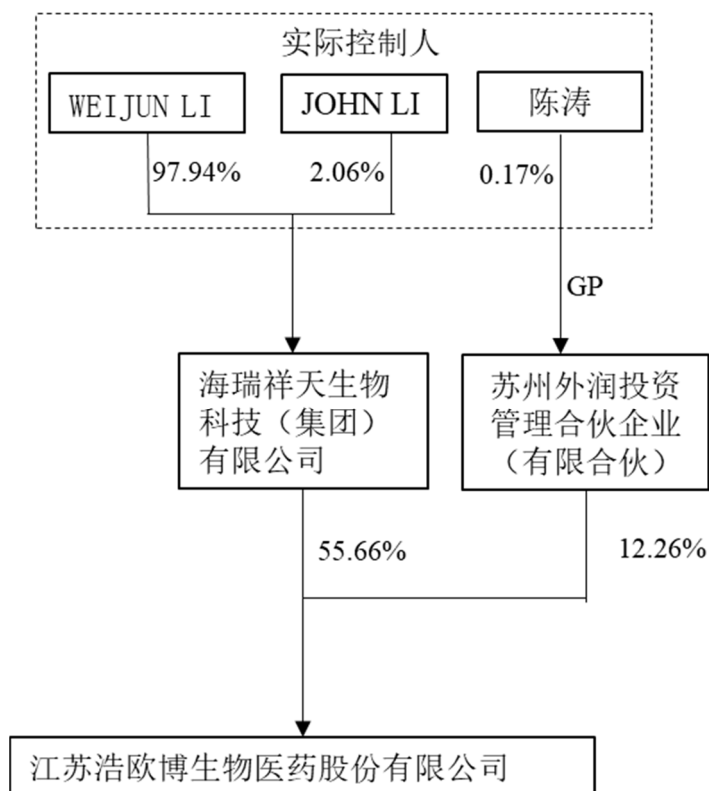 实际控制人
WEIJUN LI
JOHN LI
陈涛
97.94%
2.06%
0.17%
GP
海瑞祥天生物
科技（集团）
有限公司
苏州外润投资
管理合伙企业
（有限合伙）
55.66%
12.26%
江苏浩欧博生物医药股份有限公司